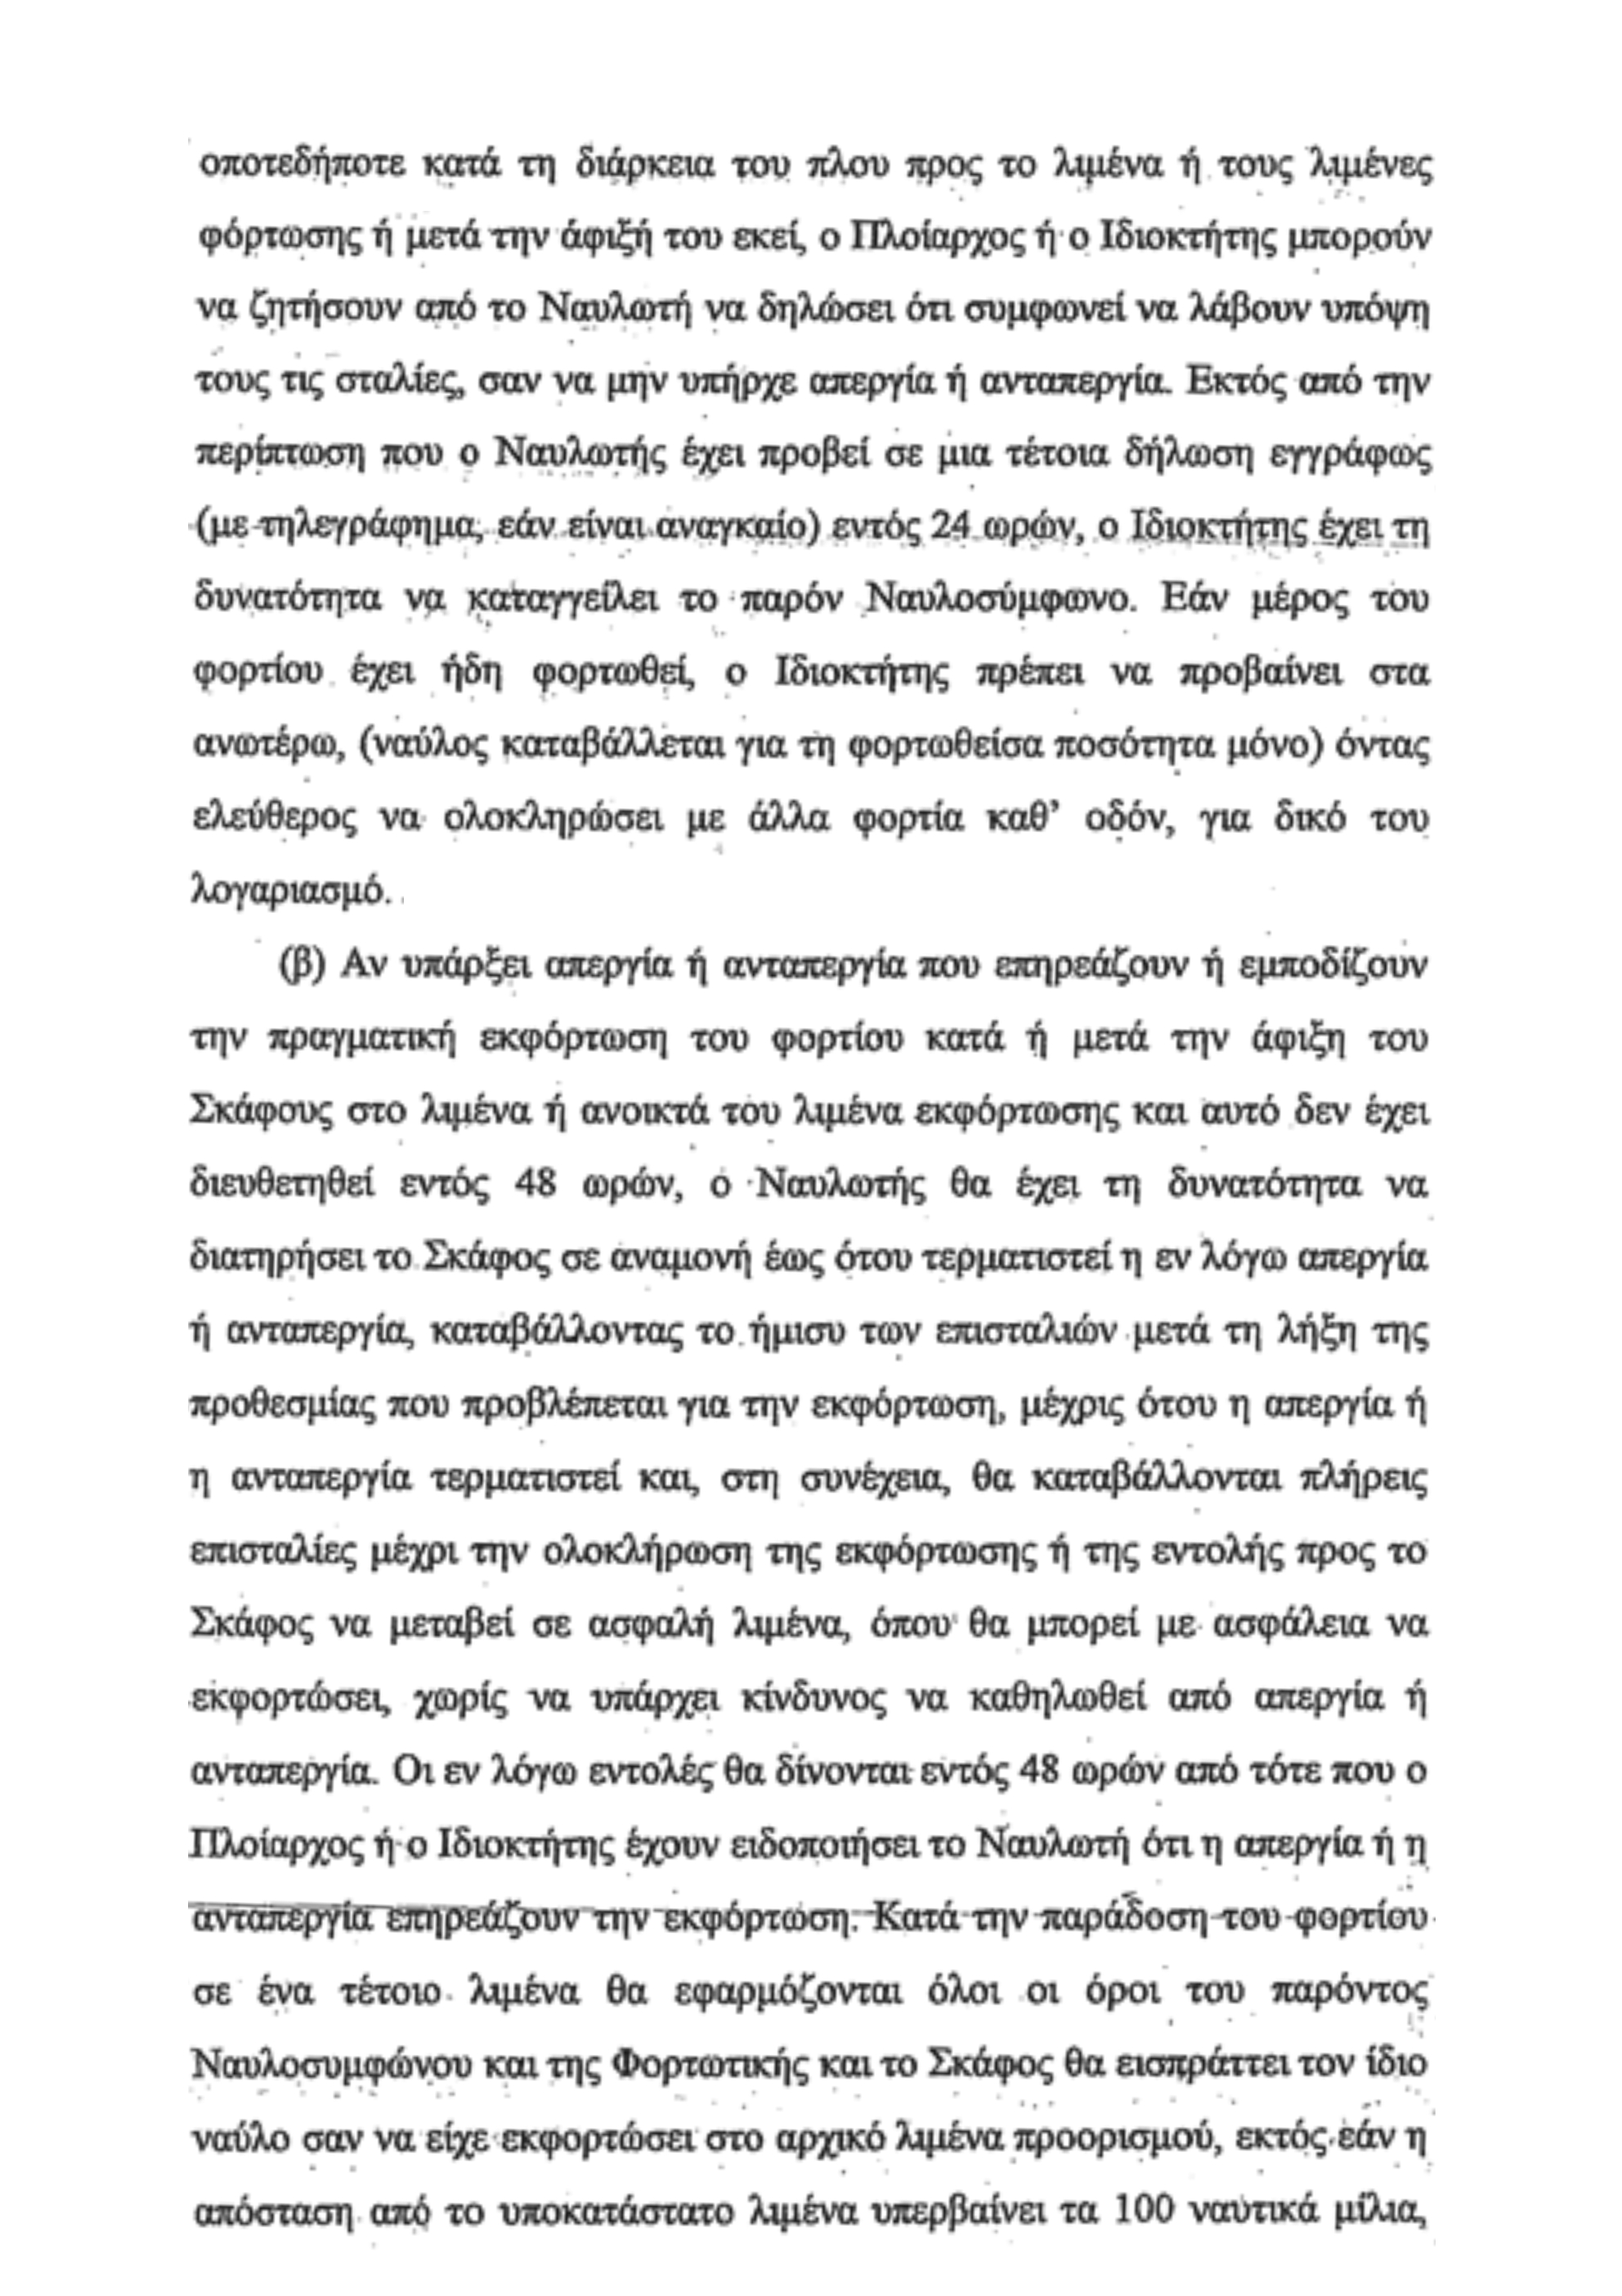 οποτεδήποτε κατά τη διάρκεια του πλου προς το λιμένα ή τους λιμένες
φόρτωσης ή μετά την άφιξή του εκεί, ο Πλοίαρχος ή ο Ιδιοκτήτης μπορούν
να ζητήσουν από το Ναυλωτή να δηλώσει ότι συμφωνεί να λάβουν υπόψη
τους τις σταλίες, σαν να μην υπήρχε απεργία ή ανταπεργία. Εκτός από την
περίπτωση που ο Ναυλωτής έχει προβεί σε μια τέτοια δήλωση εγγράφως
(με τηλεγράφημα, εάν είναι αναγκαίο) εντός 24 ωρών, ο Ιδιοκτήτης έχει τη
δυνατότητα να καταγγείλει το παρόν Ναυλοσύμφωνο. Εάν μέρος του
φορτίου έχει ήδη φορτωθεί, ο Ιδιοκτήτης πρέπει να προβαίνει στα
ανωτέρω, (ναύλος καταβάλλεται για τη φορτωθείσα ποσότητα μόνο) όντας
ελεύθερος να ολοκληρώσει με άλλα φορτία καθ’ οδόν, για δικό του
λογαριασμό.
(β) Αν υπάρξει απεργία ή ανταπεργία που επηρεάζουν ή εμποδίζουν
την πραγματική εκφόρτωση του φορτίου κατά ή μετά την άφιξη του
Σκάφους στο λιμένα ή ανοικτά του λιμένα εκφόρτωσης και αυτό δεν έχει
διευθετηθεί εντός 48 ωρών, ο Ναυλωτής θα έχει τη δυνατότητα να
διατηρήσει το Σκάφος σε αναμονή έως ότου τερματιστεί η εν λόγω απεργία
ή ανταπεργία, καταβάλλοντας το ήμισυ των επισταλιών μετά τη λήξη της
προθεσμίας που προβλέπεται για την εκφόρτωση, μέχρις ότου η απεργία ή
η ανταπεργία τερματιστεί και, στη συνέχεια, θα καταβάλλονται πλήρεις
επισταλίες μέχρι την ολοκλήρωση της εκφόρτωσης ή της εντολής προς το
Σκάφος να μεταβεί σε ασφαλή λιμένα, όπου θα μπορεί με ασφάλεια να
εκφορτώσει, χωρίς να υπάρχει κίνδυνος να καθηλωθεί από απεργία ή
ανταπεργία. Οι εν λόγω εντολές θα δίνονται εντός 48 ωρών από τότε που ο
Πλοίαρχος ή ο Ιδιοκτήτης έχουν ειδοποιήσει το Ναυλωτή ότι η απεργία ή η
ανταπεργία επηρεάζουν την εκφόρτωση. Κατά την παράδοση του φορτίου
σε ένα τέτοιο λιμένα θα εφαρμόζονται όλοι οι όροι του παρόντος
Ναυλοσυμφώνου και της Φορτωτικής και το Σκάφος θα εισπράττει τον ίδιο
ναύλο σαν να είχε εκφορτώσει στο αρχικό λιμένα προορισμού, εκτός εάν η
απόσταση από το υποκατάστατο λιμένα υπερβαίνει τα 100 ναυτικά μίλια,